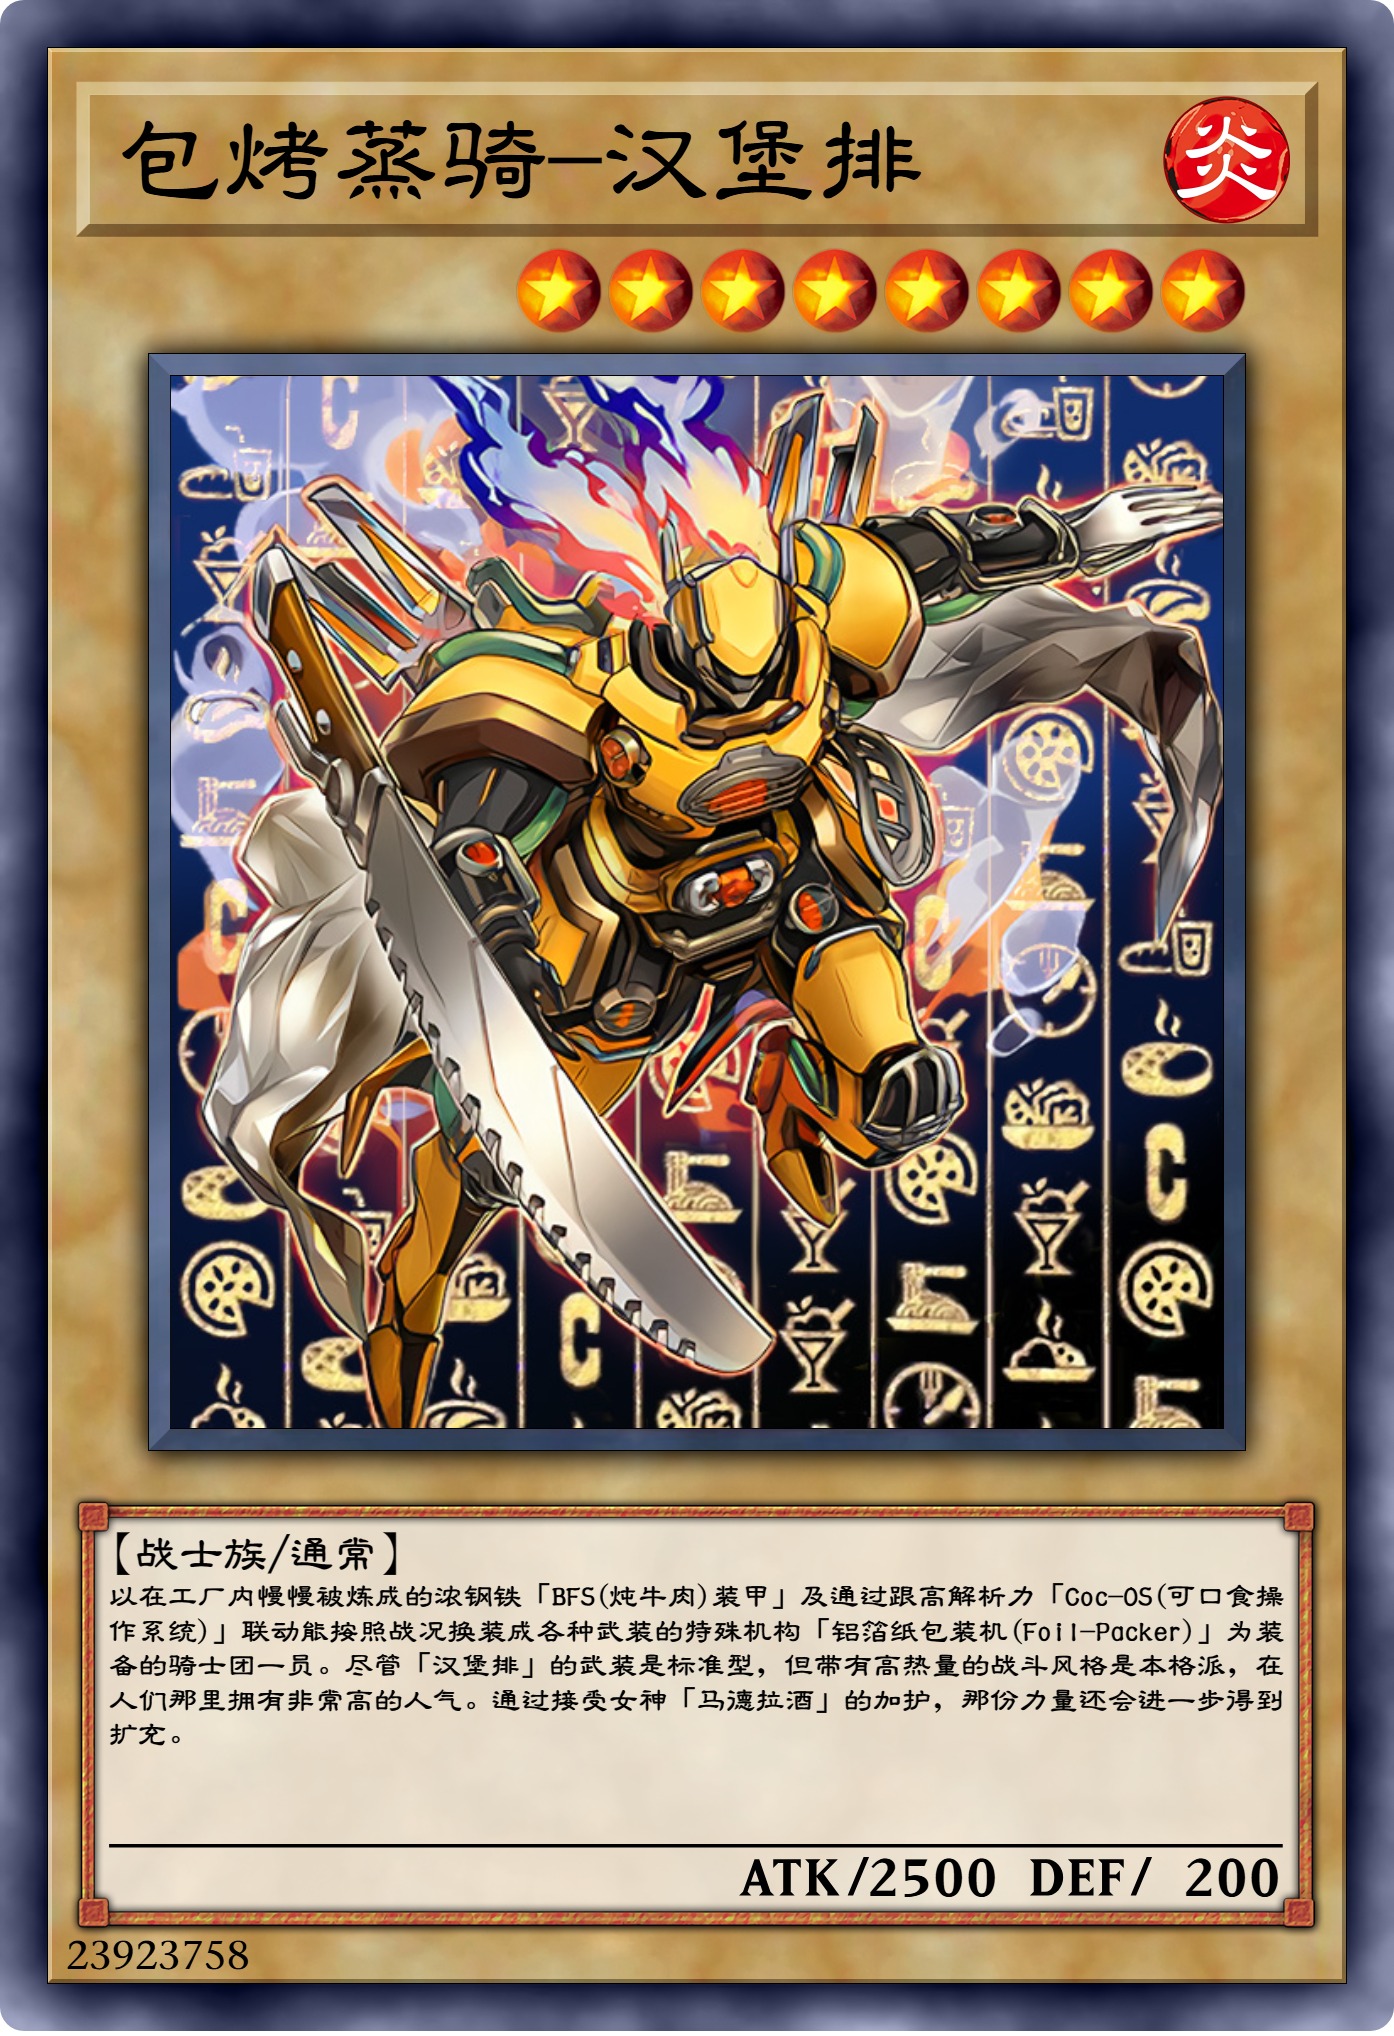 包烤蒸骑-汉堡排
炎
【战士族/通常】
以在工厂内慢慢被炼成的浓钢铁「BFS(炖牛肉)装甲」及通过跟高解析力「Coc-OS(可口食操
作系统)」联动能按照战况换装成各种武装的特殊机构「铝箔纸包装机(Foil-Packer)」为装
备的骑士团一员。尽管「汉堡排」的武装是标准型，但带有高热量的战斗风格是本格派，在
人们那里拥有非常高的人气。通过接受女神「马德拉酒」的加护，那份力量还会进一步得到
扩充。
ATK/2500 DEF/ 200
23923758